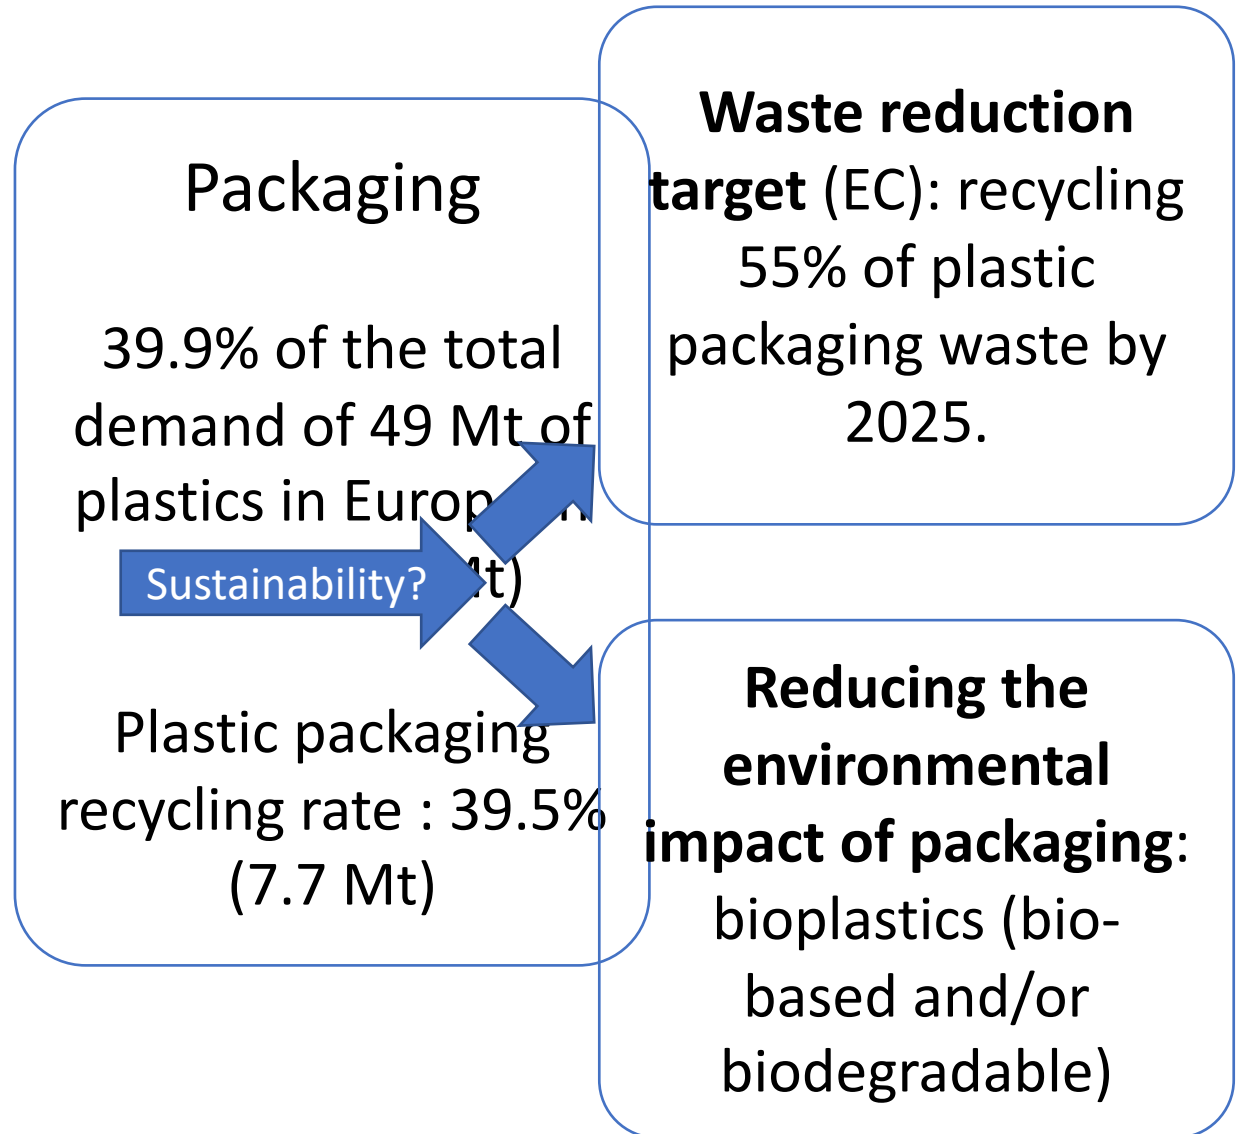 Packaging
39.9% of the total
demand of 49 Mt of
plastics in
t)
Sustainability?
Plastic packaging
recycling rate : 39.5%
(7.7 Mt)
Waste reduction
target (EC): recycling
55% of plastic
packaging waste by
2025.
Reducing the
environmental
impact of packaging:
bioplastics (bio-
based and/or
biodegradable)